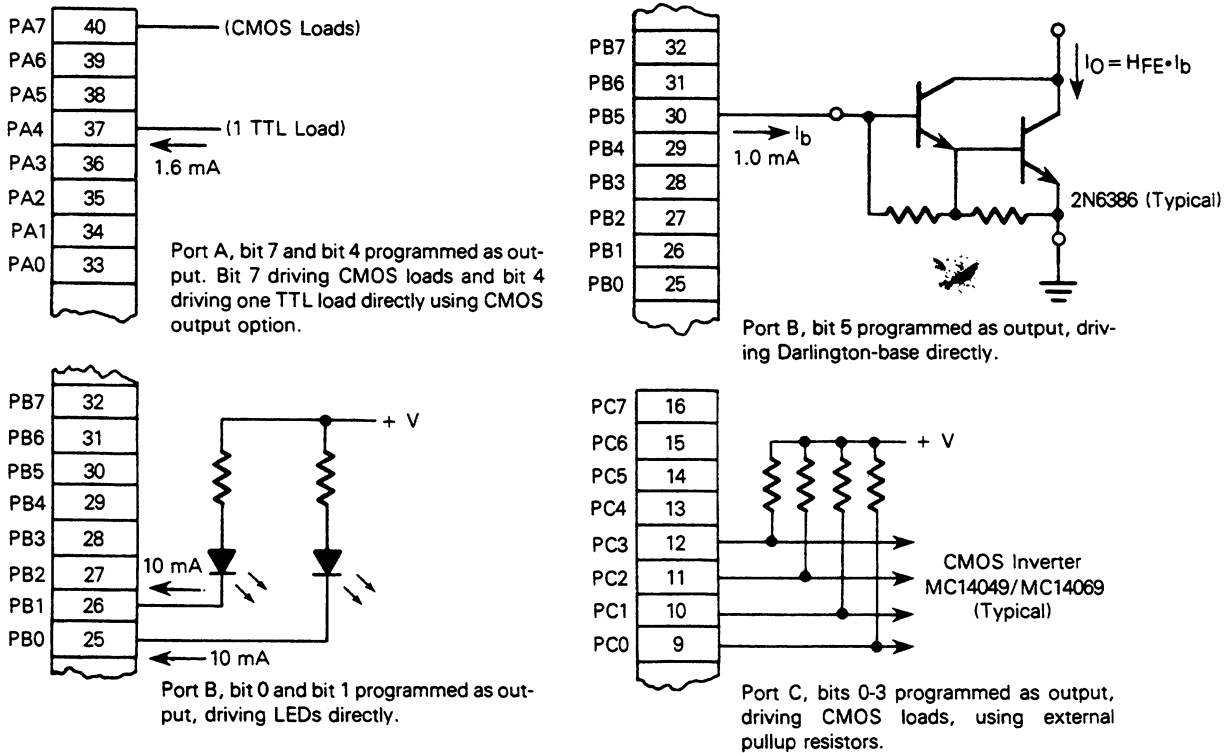 PA7 40 (CMOS Loads)
PA6 39
PA5 38
PA4 37 (1 TTL Load)
1.6 mA
PA3 36
PA2 35
PA1 34
PA0 33
Port A, bit 7 and bit 4 programmed as out-
put. Bit 7 driving CMOS loads and bit 4
driving one TTL load directly using CMOS
output option.
PB7 32
PB6 31
PB5 30
PB4 29
PB3 28
PB2 27
PB1 26
PB0 25
Ib
1.0 mA
IO = HFE•Ib
2N6386 (Typical)
Port B, bit 5 programmed as output, driv-
ing Darlington-base directly.
PB7 32
PB6 31
PB5 30
PB4 29
PB3 28
PB2 27
PB1 26
PB0 25
+ V
10 mA
10 mA
Port B, bit 0 and bit 1 programmed as out-
put, driving LEDs directly.
PC7 16
PC6 15
PC5 14
PC4 13
PC3 12
PC2 11
PC1 10
PC0 9
+ V
CMOS Inverter
MC14049/MC14069
(Typical)
Port C, bits 0-3 programmed as output,
driving CMOS loads, using external
pullup resistors.